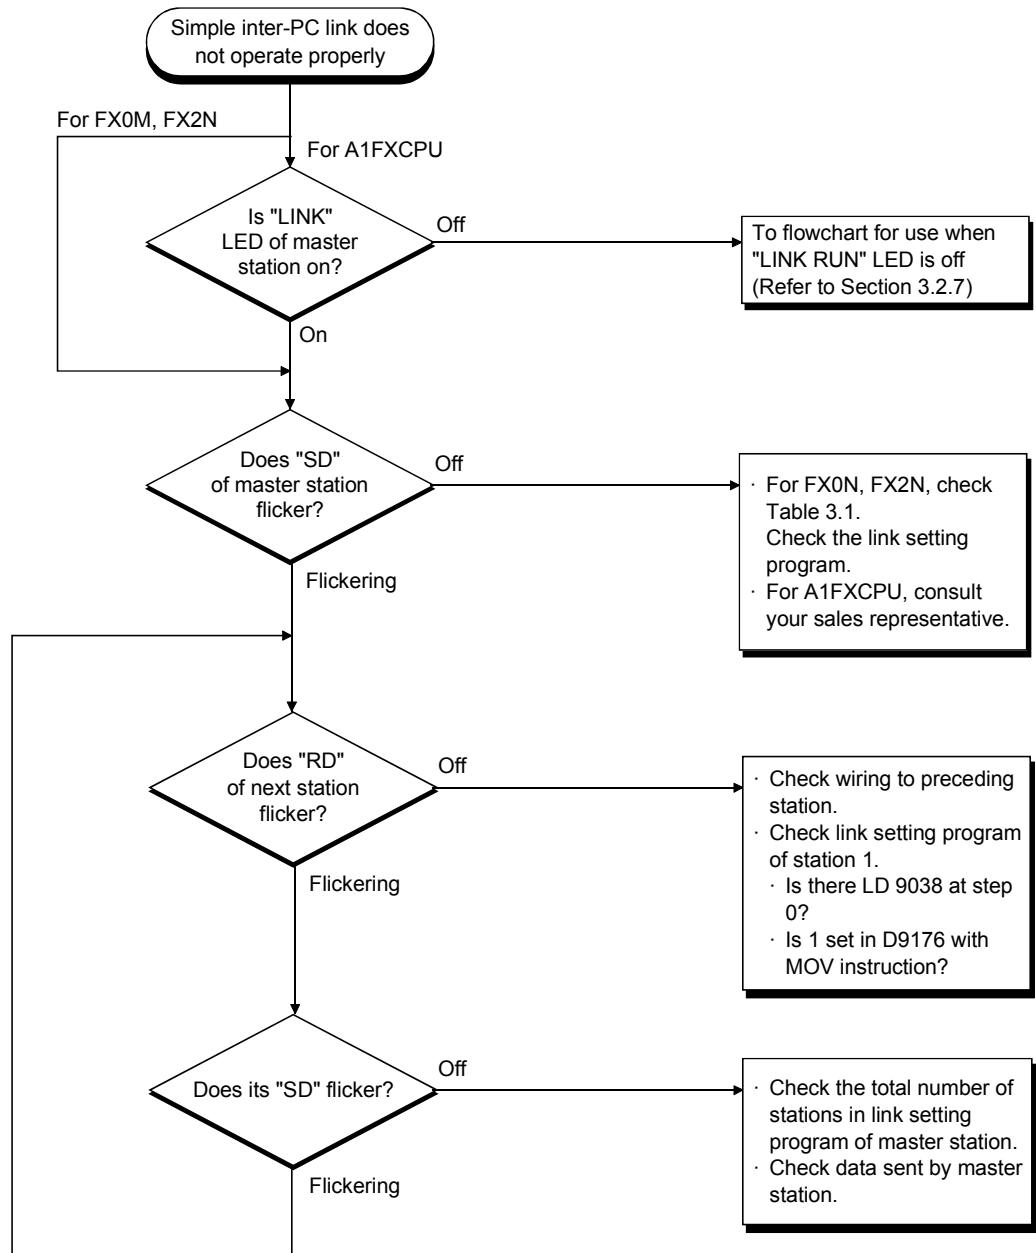 Simple inter-PC link does
not operate properly
For FX0M, FX2N
For A1FXCPU
Is "LINK"
LED of master
station on?
Off
To flowchart for use when
"LINK RUN" LED is off
(Refer to Section 3.2.7)
On
Does "SD"
of master station
flicker?
Off
· For FX0N, FX2N, check
Table 3.1.
Check the link setting
program.
· For A1FXCPU, consult
your sales representative.
Flickering
Does "RD"
of next station
flicker?
Off
· Check wiring to preceding
station.
· Check link setting program
of station 1.
· Is there LD 9038 at step
0?
· Is 1 set in D9176 with
MOV instruction?
Flickering
Does its "SD" flicker?
Off
· Check the total number of
stations in link setting
program of master station.
· Check data sent by master
station.
Flickering